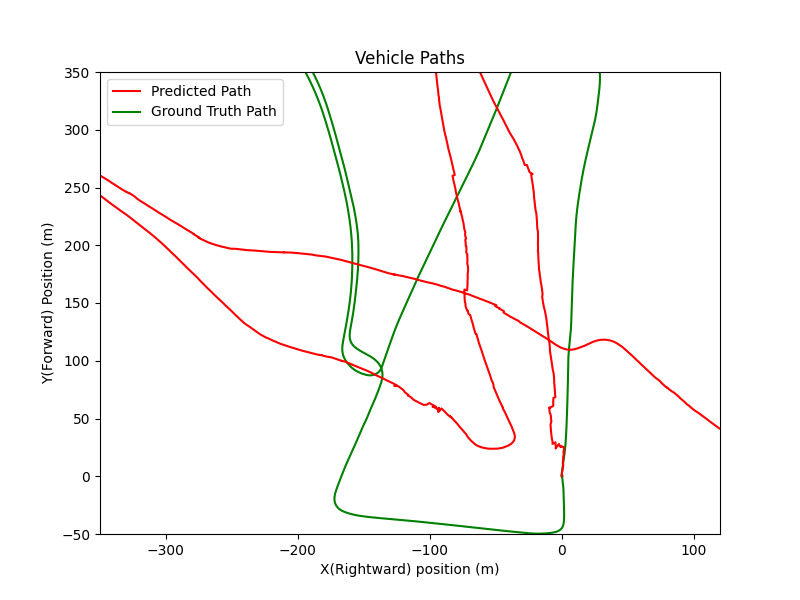 Vehicle Paths
Predicted Path
Ground Truth Path
Y(Forward) Position (m)
350
300
250
200
150
100
50
0
−50
−300
−200
−100
0
100
X(Rightward) position (m)